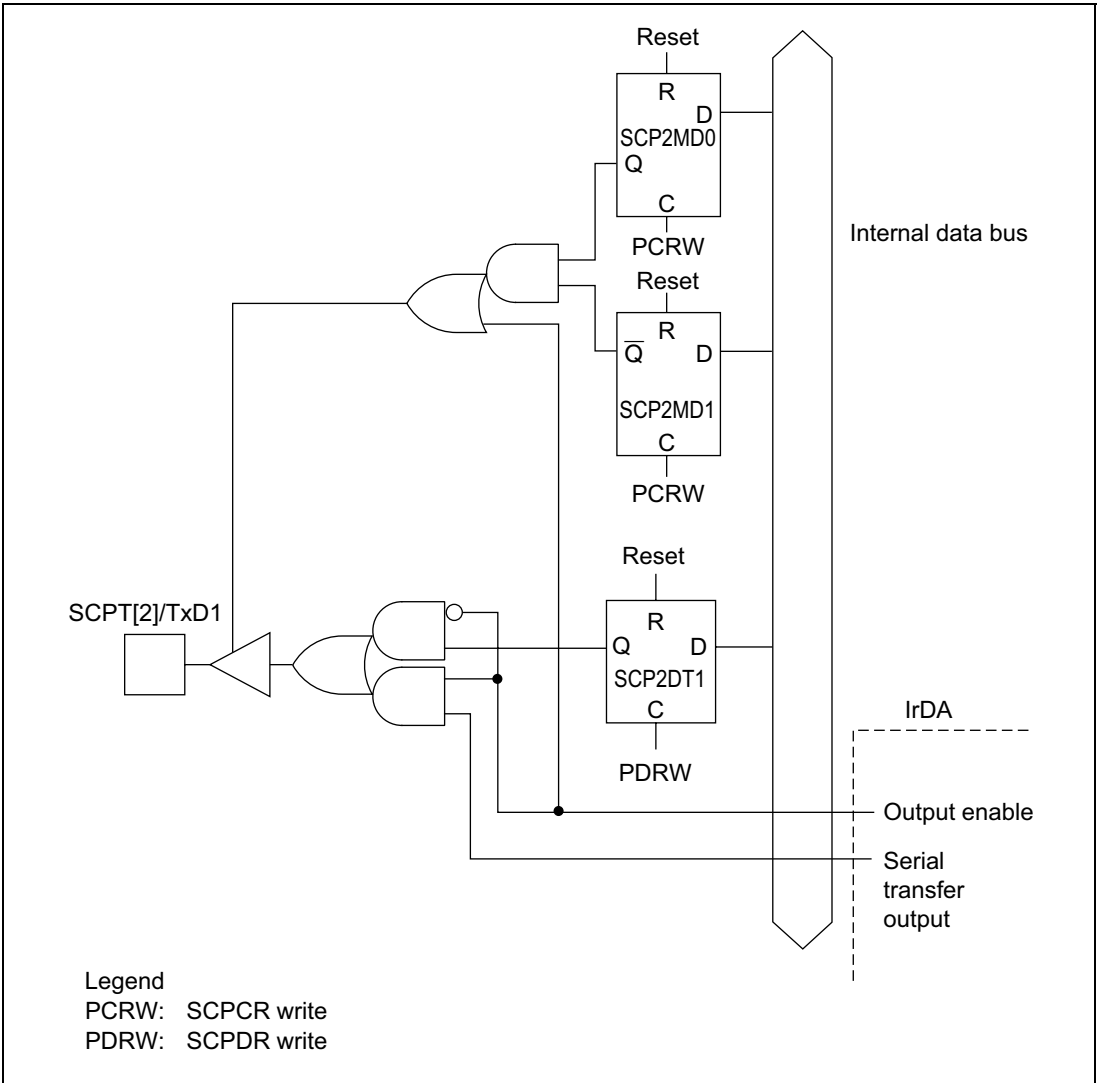 Reset
R
D
SCP2MD0
Q
C
PCRW
Internal data bus
Reset
R
Q̅ D
SCP2MD1
C
PCRW
Reset
SCPT[2]/TxD1
R
Q D
SCP2DT1
C
IrDA
PDRW
Output enable
Serial
transfer
output
Legend
PCRW: SCPCR write
PDRW: SCPDR write